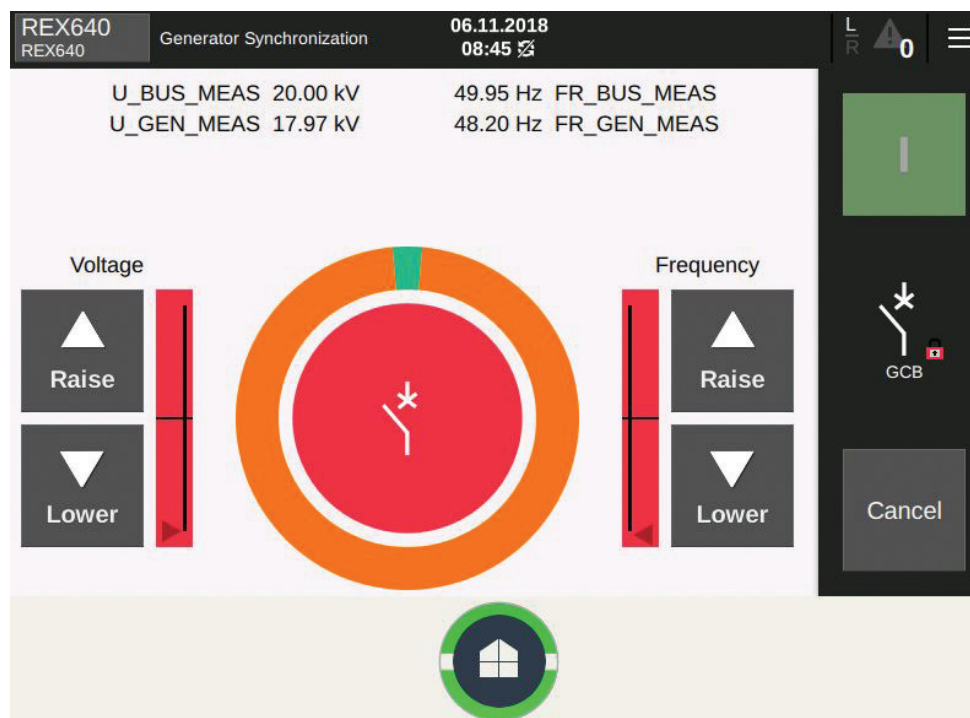 REX640
REX640
Generator Synchronization
06.11.2018
08:45
L
R
0
U_BUS_MEAS 20.00 kV 49.95 Hz FR_BUS_MEAS
U_GEN_MEAS 17.97 kV 48.20 Hz FR_GEN_MEAS
I
Voltage
Frequency
Raise
Raise
GCB
Lower
Lower
Cancel